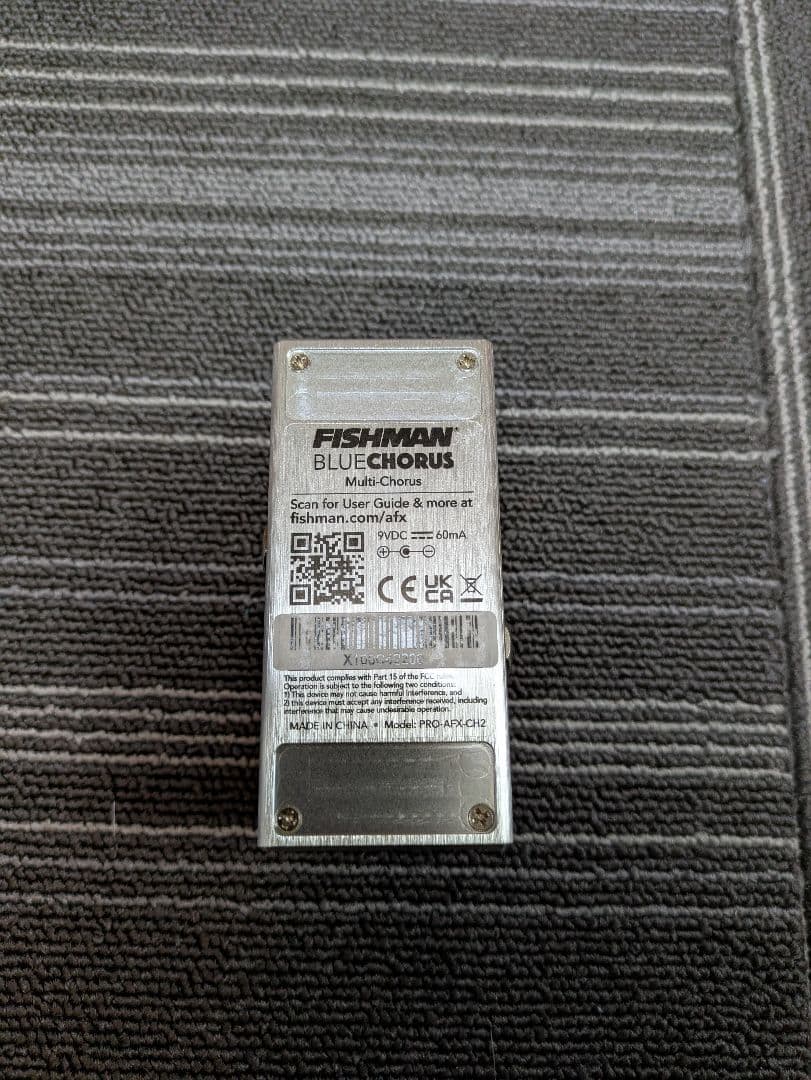 FISHMAN
BLUECHORUS
Multi-Chorus
Scan for User Guide & more at
fishman.com/afx
9VDC 60mA
CE UK CA
This product complies with Part 15 of the FCC rules.
Operation is subject to the following two conditions:
1) This device may not cause harmful interference, and
2) this device must accept any interference received, including
interference that may cause undesirable operation.
MADE IN CHINA • Model: PRO-AFX-CH2